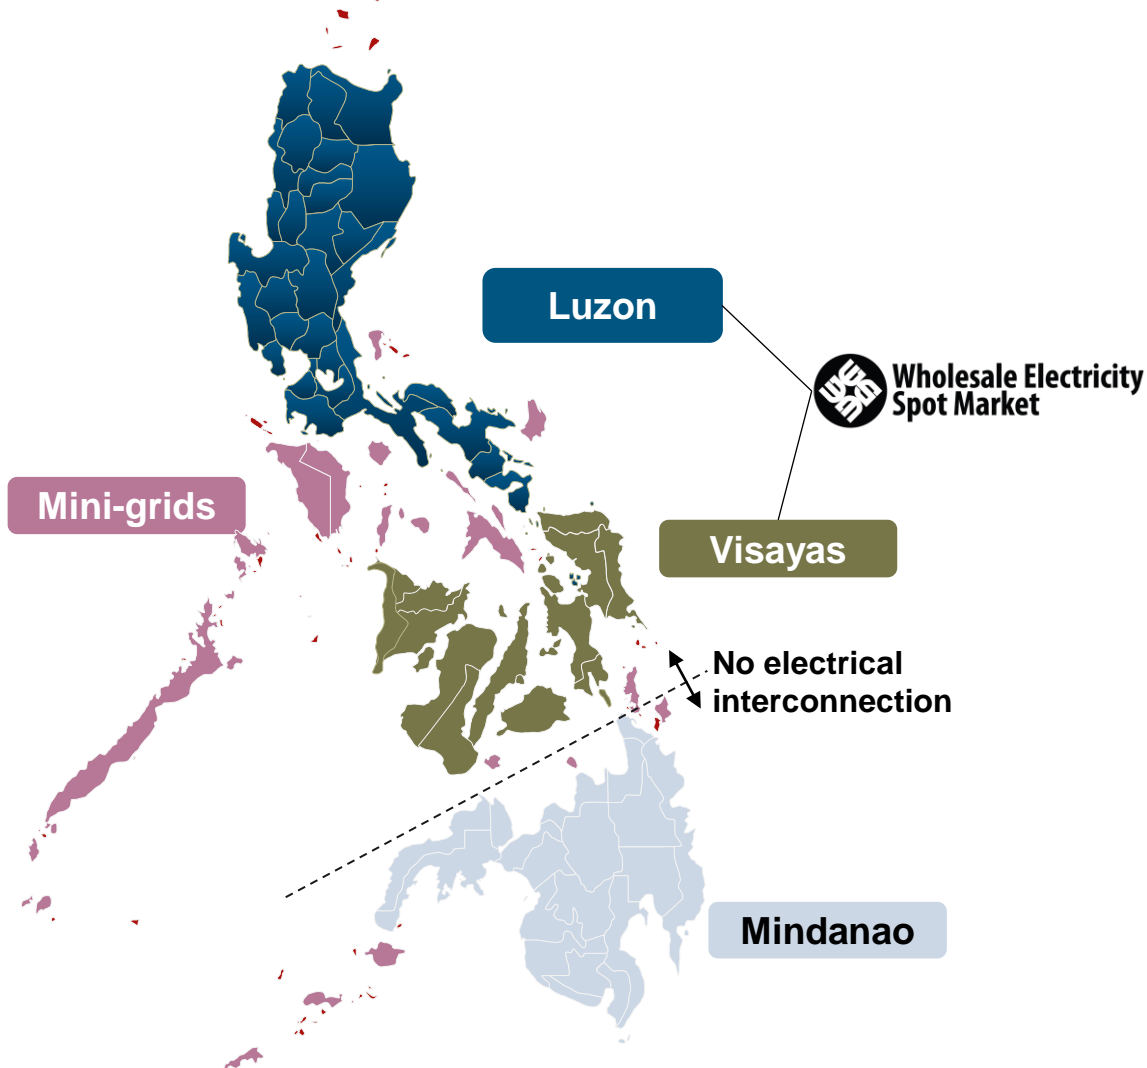 Luzon
Wholesale Electricity
Spot Market
Mini-grids
Visayas
No electrical
interconnection
Mindanao